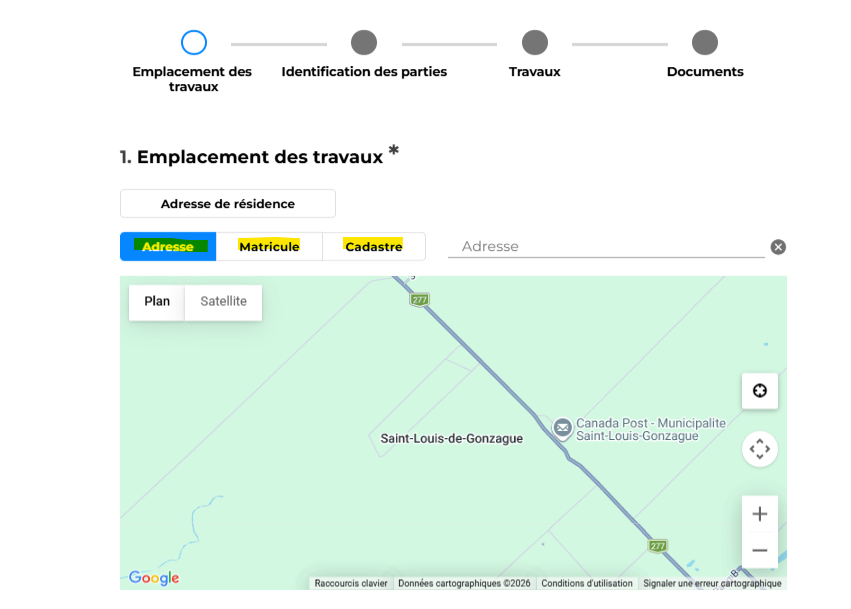 Emplacement des
travaux
Identification des parties
Travaux
Documents
1. Emplacement des travaux *
Adresse de résidence
Adresse
Matricule
Cadastre
Adresse
Plan
Satellite
277
Canada Post - Municipalite
Saint-Louis-Gonzague
Saint-Louis-de-Gonzague
277
Google
Raccourcis clavier
Données cartographiques ©2026
Conditions d'utilisation
Signaler une erreur cartographique